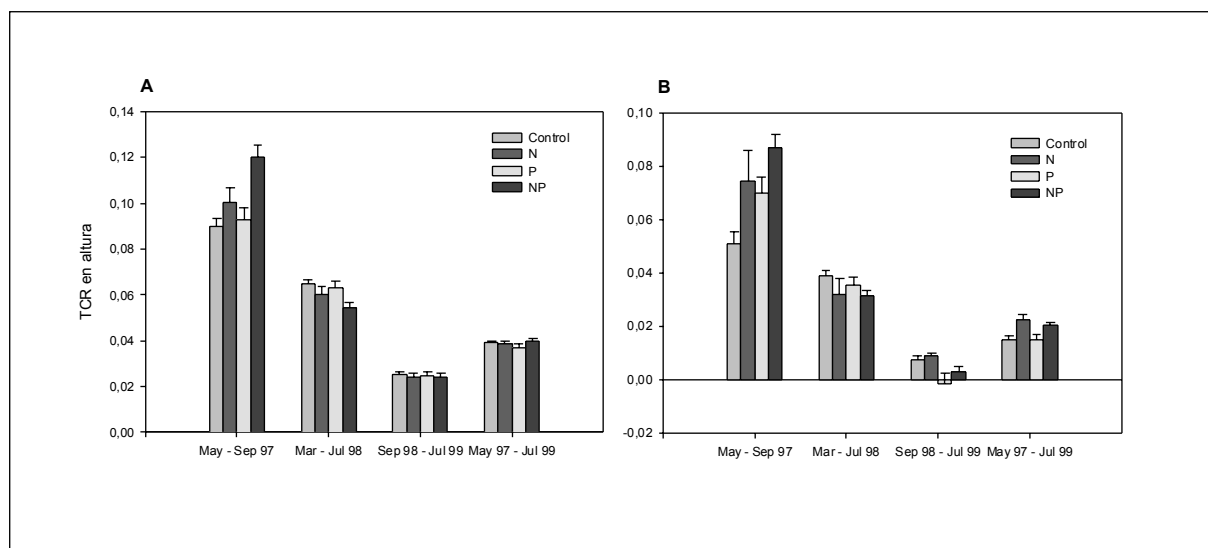 A
TCR en altura
0,14
0,12
0,10
0,08
0,06
0,04
0,02
0,00
Control
N
P
NP
May - Sep 97 Mar - Jul 98 Sep 98 - Jul 99 May 97 - Jul 99
B
0,10
0,08
0,06
0,04
0,02
0,00
-0,02
Control
N
P
NP
May - Sep 97 Mar - Jul 98 Sep 98 - Jul 99 May 97 - Jul 99